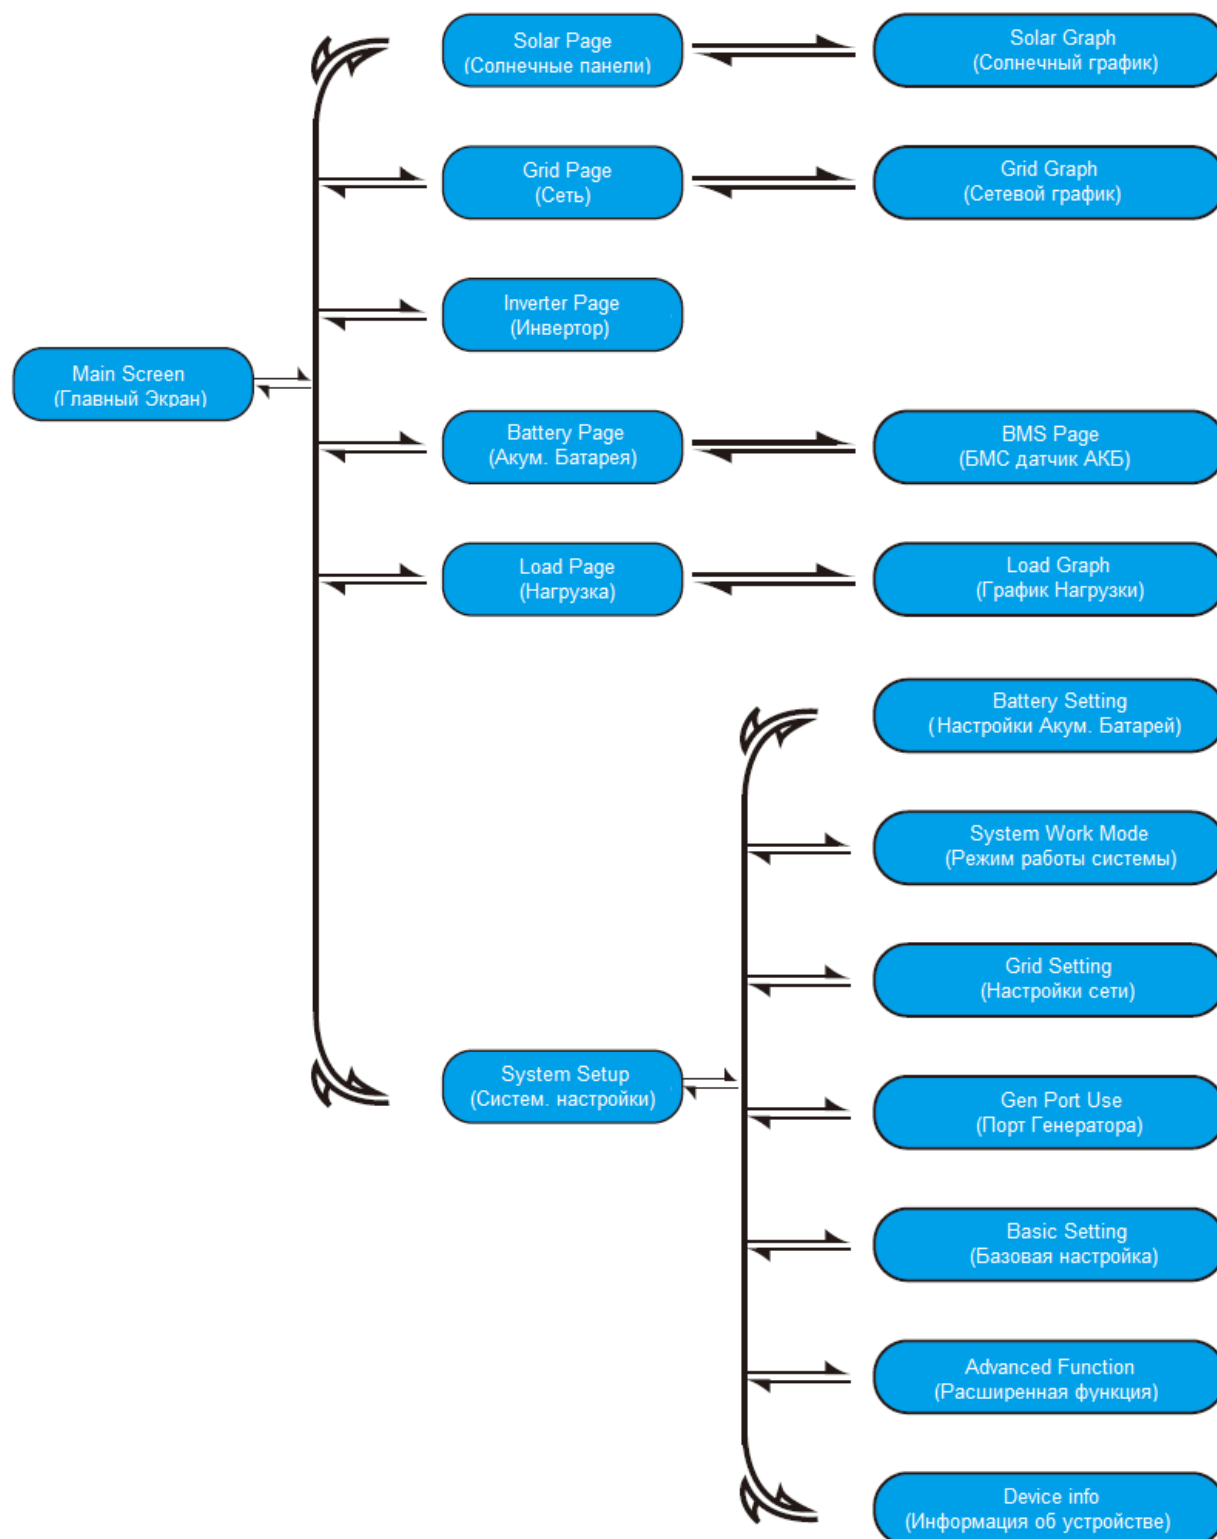 Solar Page
(Солнечные панели)
Solar Graph
(Солнечный график)
Grid Page
(Сеть)
Grid Graph
(Сетевой график)
Inverter Page
(Инвертор)
Main Screen
(Главный Экран)
Battery Page
(Акум. Батарея)
BMS Page
(БМС датчик АКБ)
Load Page
(Нагрузка)
Load Graph
(График Нагрузки)
Battery Setting
(Настройки Акум. Батарей)
System Work Mode
(Режим работы системы)
Grid Setting
(Настройки сети)
System Setup
(Систем. настройки)
Gen Port Use
(Порт Генератора)
Basic Setting
(Базовая настройка)
Advanced Function
(Расширенная функция)
Device info
(Информация об устройстве)